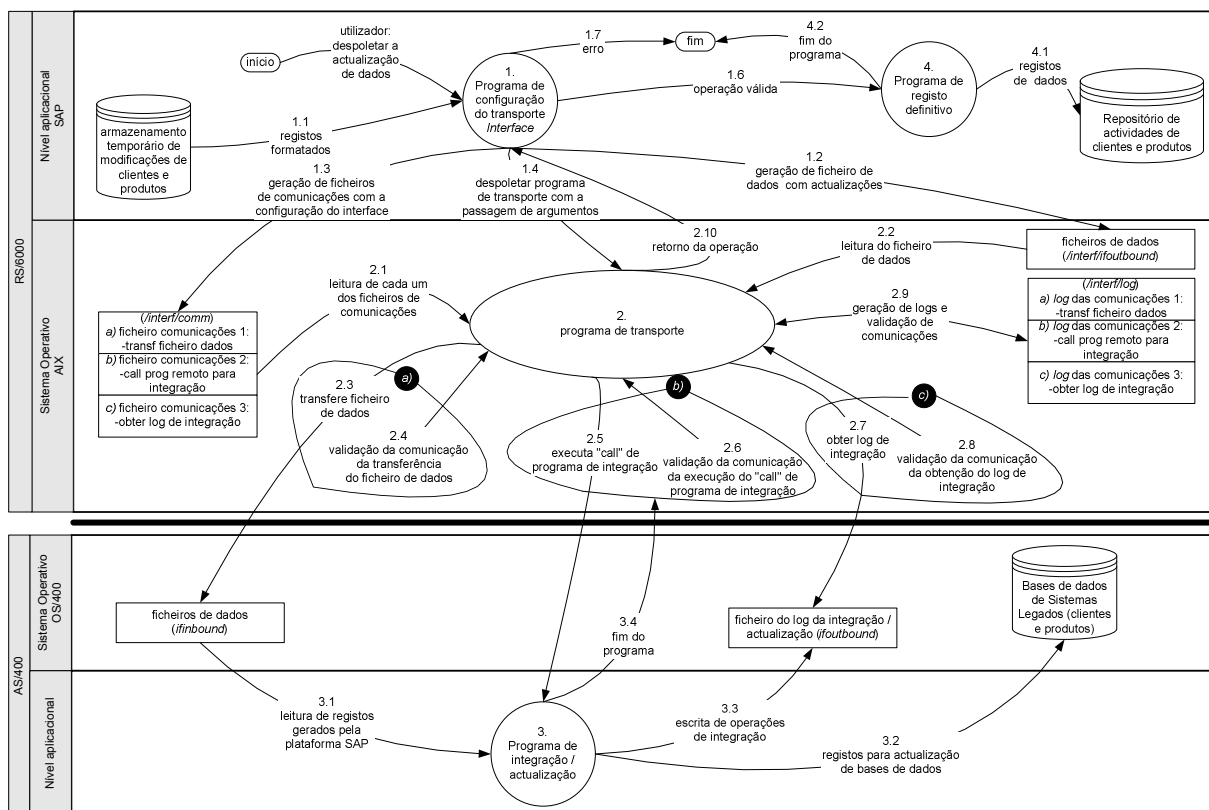 RS/6000
Nível aplicacional
SAP
início
utilizador:
despoletar a
actualização
de dados
1.7
erro
fim
4.2
fim do
programa
1.
Programa de
configuração
do transporte
Interface
1.6
operação válida
4.
Programa de
registo
definitivo
4.1
registos
de dados
armazenamento
temporário de
modificações de
clientes e
produtos
1.1
registos
formatados
Repositório de
actividades de
clientes e produtos
1.3
geração de ficheiros
de comunicações com a
configuração do interface
1.4
despoletar programa
de transporte com a
passagem de argumentos
1.2
geração de ficheiro de
dados com actualizações
Sistema Operativo
AIX
2.10
retorno da operação
2.2
leitura do ficheiro
de dados
ficheiros de dados
(/interf/ifoutbound)
2.1
leitura de cada um
dos ficheiros de
comunicações
2.
programa de transporte
2.9
geração de logs e
validação de
comunicações
(/interf/comm)
a) ficheiro comunicações 1:
-transf ficheiro dados
b) ficheiro comunicações 2:
-call prog remoto para
integração
c) ficheiro comunicações 3:
-obter log de integração
(/interf/log)
a) log das comunicações 1:
-transf ficheiro dados
b) log das comunicações 2:
-call prog remoto para
integração
c) log das comunicações 3:
-obter log de integração
a)
2.3
transfere ficheiro
de dados
2.4
validação da comunicação
da transferência
do ficheiro de dados
b)
2.5
executa "call" de
programa de integração
2.6
validação da comunicação
da execução do "call" de
programa de integração
c)
2.7
obter log de
integração
2.8
validação da comunicação
da obtenção do log de
integração
AS/400
Sistema Operativo
OS/400
ficheiros de dados
(ifinbound)
3.4
fim do
programa
ficheiro do log da integração /
actualização (ifoutbound)
Bases de dados
de Sistemas
Legados (clientes
e produtos)
Nível aplicacional
3.1
leitura de registos
gerados pela
plataforma SAP
3.
Programa de
integração /
actualização
3.3
escrita de operações
de integração
3.2
registos para actualização
de bases de dados